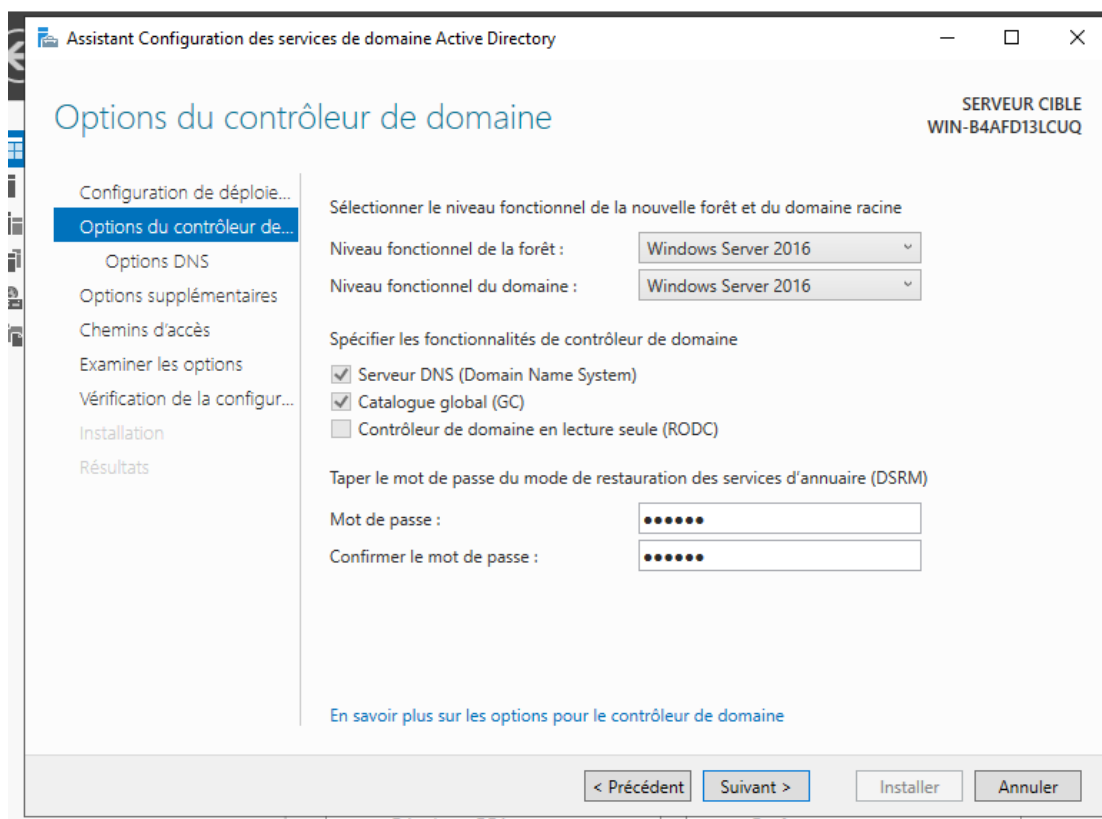 Assistant Configuration des services de domaine Active Directory
Options du contrôleur de domaine
SERVEUR CIBLE
WIN-B4AFD13LCUQ
Configuration de déploie...
Options du contrôleur de...
Options DNS
Options supplémentaires
Chemins d’accès
Examiner les options
Vérification de la configur...
Installation
Résultats
Sélectionner le niveau fonctionnel de la nouvelle forêt et du domaine racine
Niveau fonctionnel de la forêt : Windows Server 2016
Niveau fonctionnel du domaine : Windows Server 2016
Spécifier les fonctionnalités de contrôleur de domaine
Serveur DNS (Domain Name System)
Catalogue global (GC)
Contrôleur de domaine en lecture seule (RODC)
Taper le mot de passe du mode de restauration des services d’annuaire (DSRM)
Mot de passe : ••••••
Confirmer le mot de passe : ••••••
En savoir plus sur les options pour le contrôleur de domaine
< Précédent Suivant > Installer Annuler